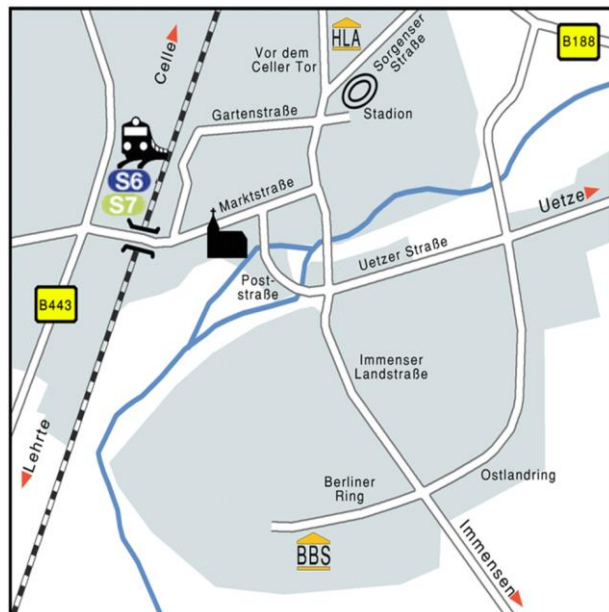 HLA
Celle
Vor dem
Celler Tor
Sorgenser
Straße
B188
Gartenstraße
Stadion
S6
S7
Marktstraße
Uetze
Uetzer Straße
Post-
straße
B443
Immenser
Landstraße
Lehrte
Berliner
Ring
Ostlandring
BBS
Immensen